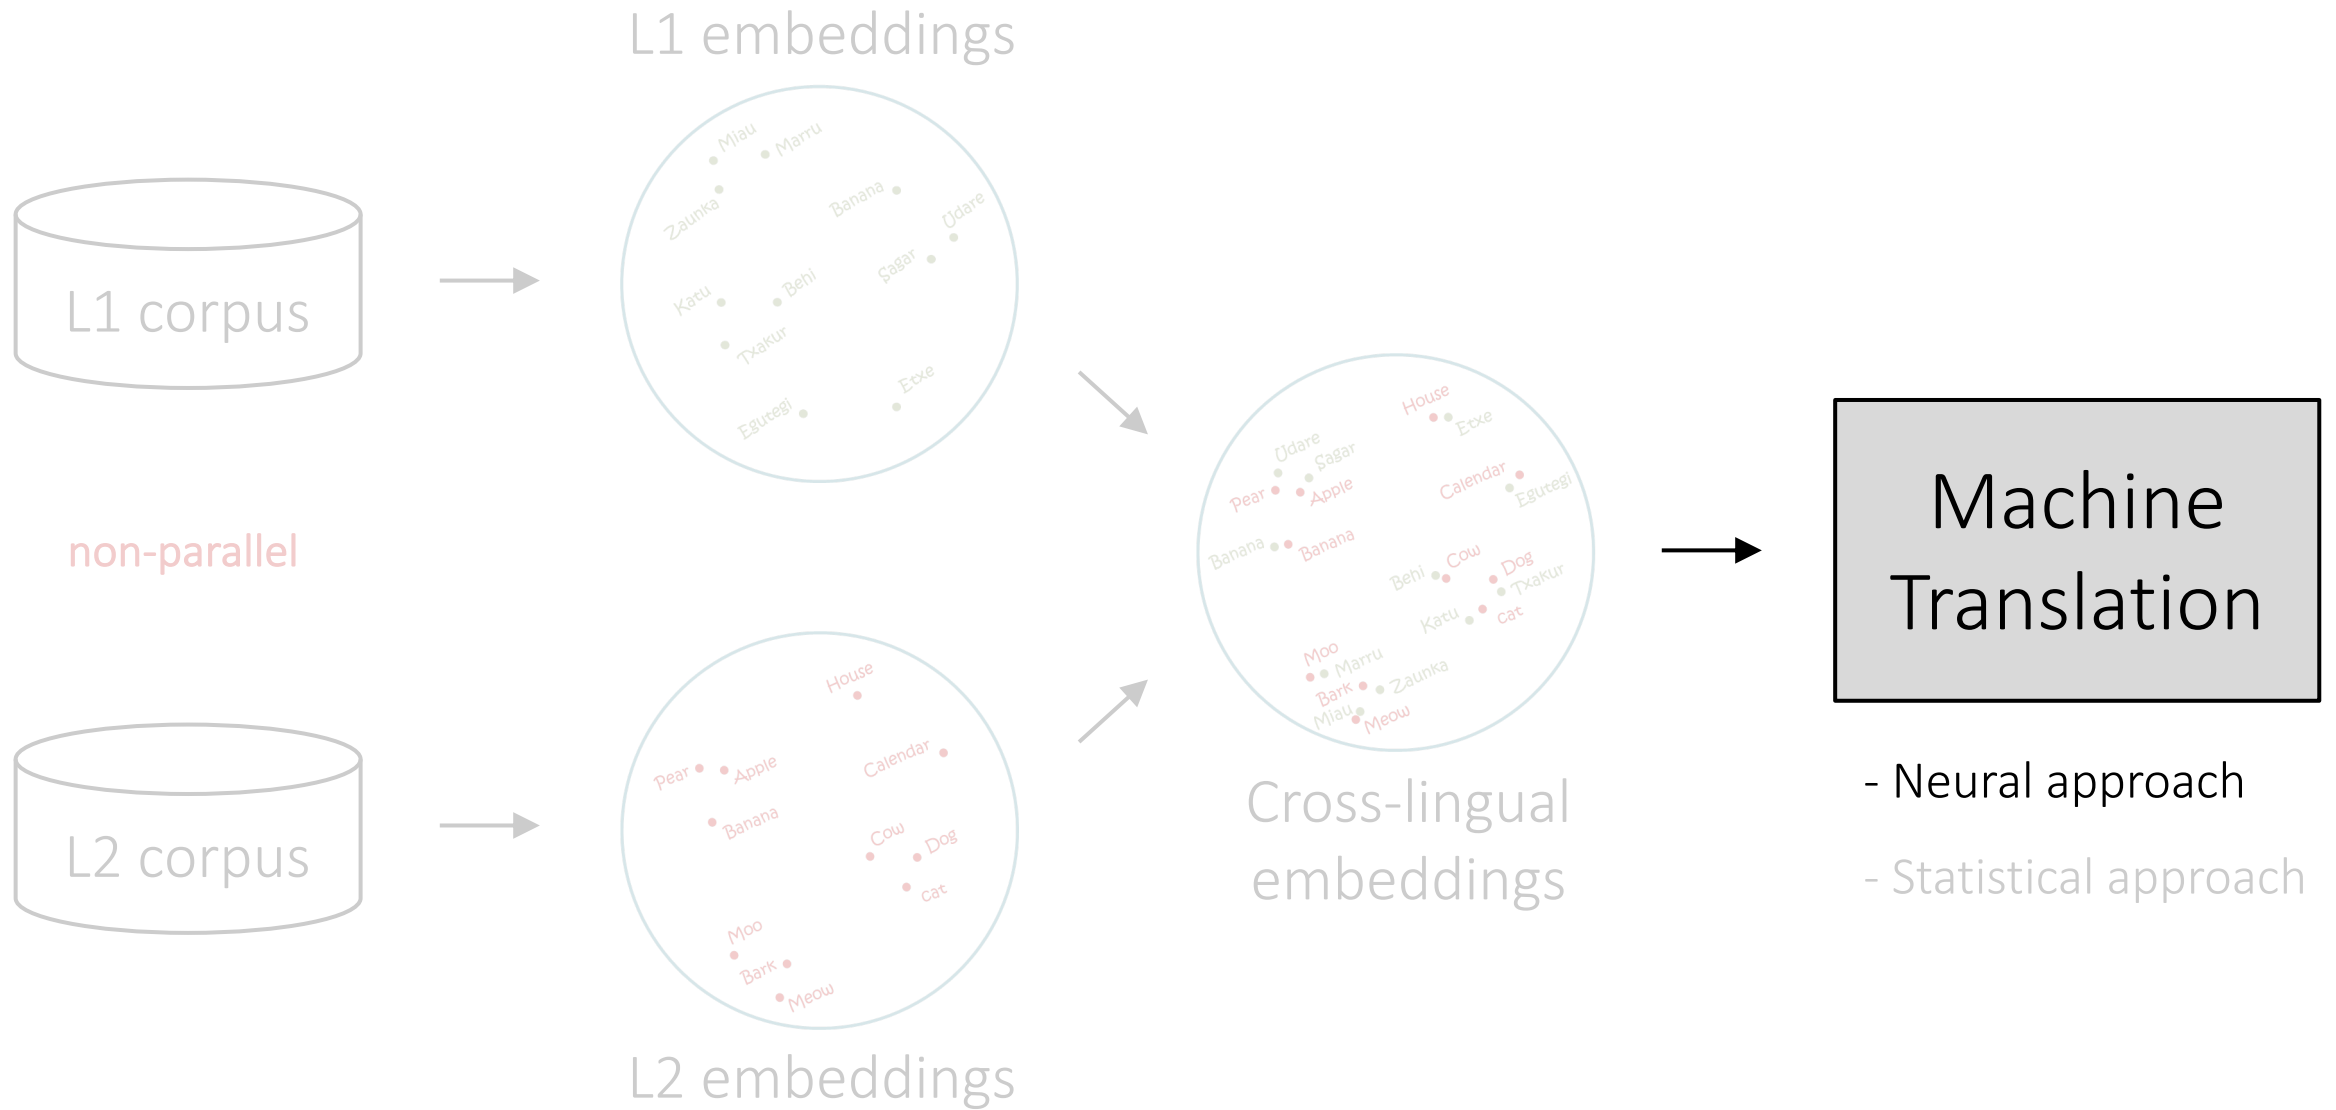 L1 embeddings
Miau
Marru
Zaunka
Banana
Udare
Sagar
Katu
Behi
Txakur
Etxe
Egutegi
L1 corpus
non-parallel
L2 corpus
House
Pear
Apple
Calendar
Banana
Cow
Dog
cat
Moo
Bark
Meow
L2 embeddings
House
Etxe
Udare
Sagar
Pear
Apple
Calendar
Egutegi
Banana
Banana
Behi
Cow
Dog
Txakur
Katu
cat
Moo
Marru
Bark
Zaunka
Miau
Meow
Cross-lingual
embeddings
Machine
Translation
- Neural approach
- Statistical approach